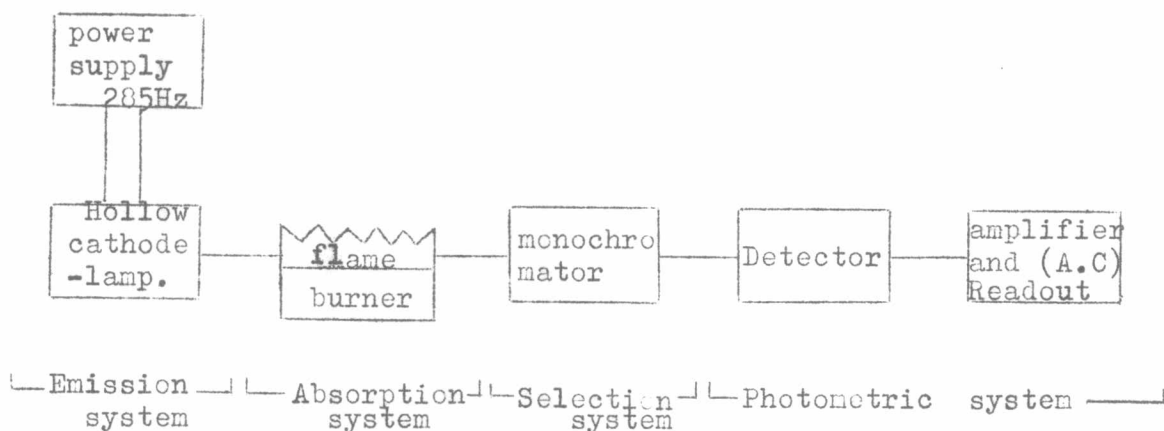 power
supply
285Hz
Hollow
cathode
-lamp.
flame
burner
monochro
mator
Detector
amplifier
and (A.C)
Readout
Emission
system
Absorption
system
Selection
system
Photometric system